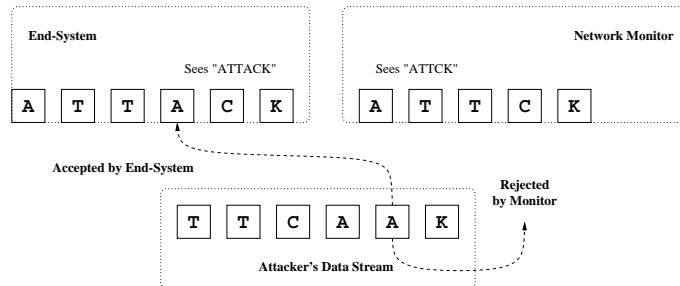 End-System
Network Monitor
Sees "ATTACK"
Sees "ATTCK"
A T T A C K
A T T C K
Accepted by End-System
Rejected
by Monitor
T T C A A K
Attacker's Data Stream